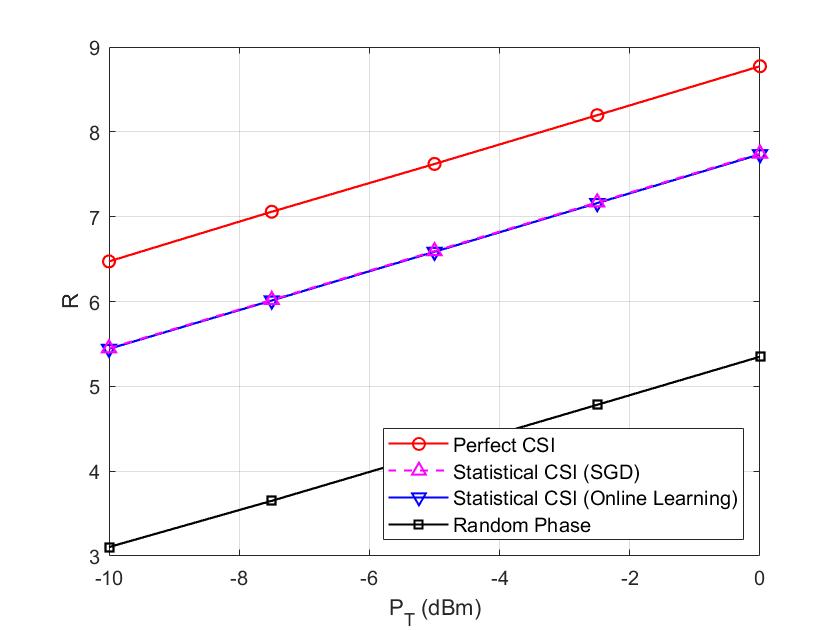 9
8
7
6
5
4
3
R
Perfect CSI
Statistical CSI (SGD)
Statistical CSI (Online Learning)
Random Phase
-10 -8 -6 -4 -2 0
P_T (dBm)